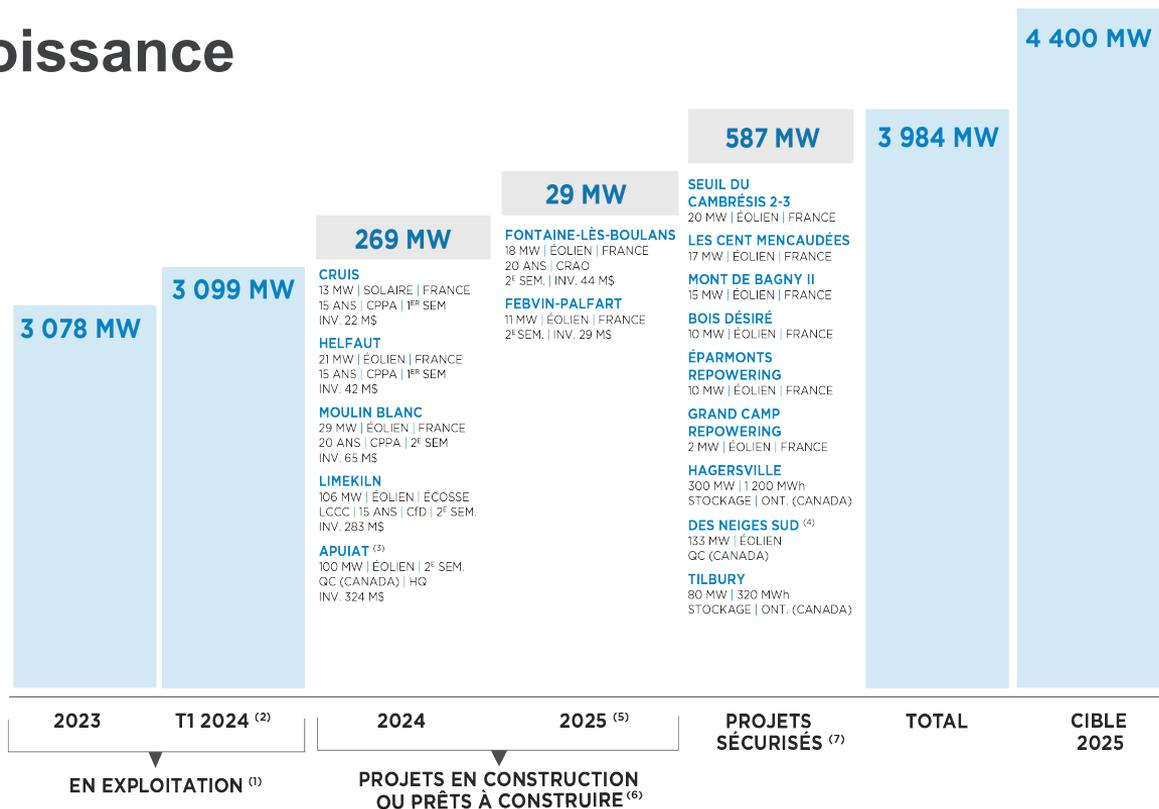 oissance
3 078 MW
3 099 MW
269 MW
CRUIS
13 MW | SOLAIRE | FRANCE
15 ANS | CPPA | 1ER SEM
INV. 22 M$
HELFAUT
21 MW | ÉOLIEN | FRANCE
15 ANS | CPPA | 1ER SEM
INV. 42 M$
MOULIN BLANC
29 MW | ÉOLIEN | FRANCE
20 ANS | CPPA | 2E SEM
INV. 65 M$
LIMEKILN
106 MW | ÉOLIEN | ÉCOSSE
LCCC | 15 ANS | CfD | 2E SEM.
INV. 283 M$
APUIAT (3)
100 MW | ÉOLIEN | 2E SEM.
QC (CANADA) | HQ
INV. 324 M$
29 MW
FONTAINE-LÈS-BOULANS
18 MW | ÉOLIEN | FRANCE
20 ANS | CRAO
2E SEM. | INV. 44 M$
FEBVIN-PALFART
11 MW | ÉOLIEN | FRANCE
2E SEM. | INV. 29 M$
587 MW
SEUIL DU
CAMBRÉSIS 2-3
20 MW | ÉOLIEN | FRANCE
LES CENT MENCAUDÉES
17 MW | ÉOLIEN | FRANCE
MONT DE BAGNY II
15 MW | ÉOLIEN | FRANCE
BOIS DÉSIRÉ
10 MW | ÉOLIEN | FRANCE
ÉPARMONTS
REPOWERING
10 MW | ÉOLIEN | FRANCE
GRAND CAMP
REPOWERING
2 MW | ÉOLIEN | FRANCE
HAGERSVILLE
300 MW | 1 200 MWh
STOCKAGE | ONT. (CANADA)
DES NEIGES SUD (4)
133 MW | ÉOLIEN
QC (CANADA)
TILBURY
80 MW | 320 MWh
STOCKAGE | ONT. (CANADA)
3 984 MW
4 400 MW
2023
T1 2024 (2)
2024
2025 (5)
PROJETS
SÉCURISÉS (7)
TOTAL
CIBLE
2025
EN EXPLOITATION (1)
PROJETS EN CONSTRUCTION
OU PRÊTS À CONSTRUIRE (6)